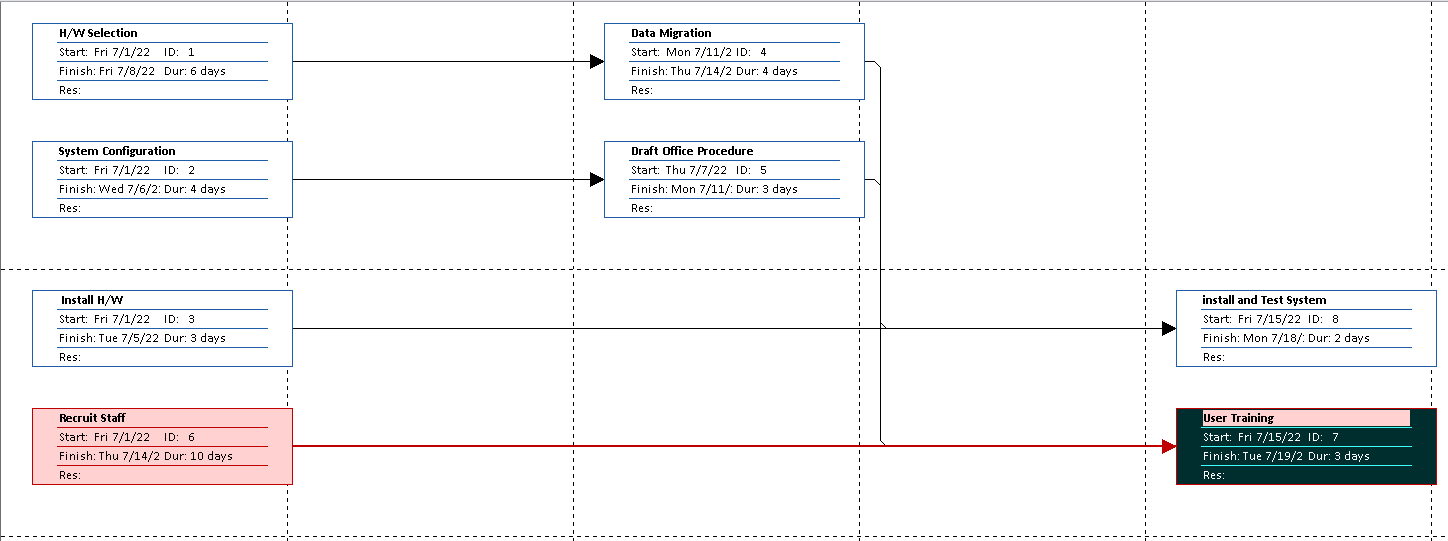 H/W Selection
Start: Fri 7/1/22 ID: 1
Finish: Fri 7/8/22 Dur: 6 days
Res:
Data Migration
Start: Mon 7/11/2 ID: 4
Finish: Thu 7/14/2 Dur: 4 days
Res:
System Configuration
Start: Fri 7/1/22 ID: 2
Finish: Wed 7/6/2: Dur: 4 days
Res:
Draft Office Procedure
Start: Thu 7/7/22 ID: 5
Finish: Mon 7/11/: Dur: 3 days
Res:
Install H/W
Start: Fri 7/1/22 ID: 3
Finish: Tue 7/5/22 Dur: 3 days
Res:
install and Test System
Start: Fri 7/15/22 ID: 8
Finish: Mon 7/18/: Dur: 2 days
Res:
Recruit Staff
Start: Fri 7/1/22 ID: 6
Finish: Thu 7/14/2 Dur: 10 days
Res:
User Training
Start: Fri 7/15/22 ID: 7
Finish: Tue 7/19/2 Dur: 3 days
Res: